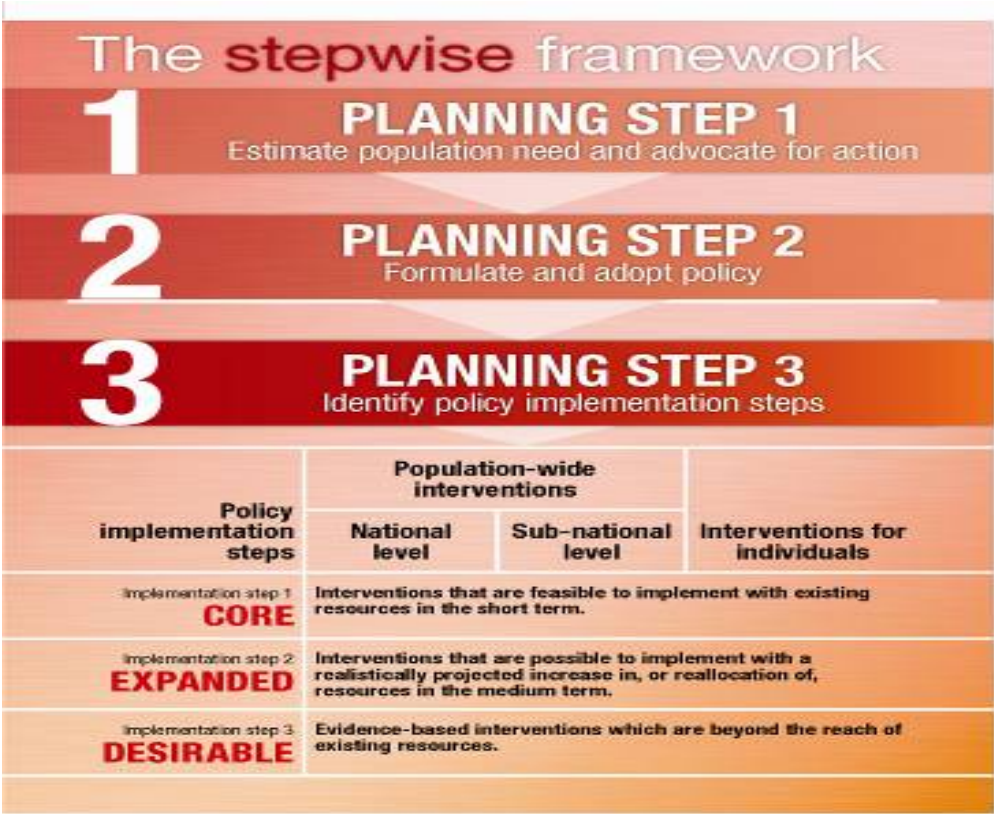 The stepwise framework
1
PLANNING STEP 1
Estimate population need and advocate for action
2
PLANNING STEP 2
Formulate and adopt policy
3
PLANNING STEP 3
Identify policy implementation steps
Policy
implementation
steps
Population-wide
interventions
National
level
Sub-national
level
Interventions for
individuals
Implementation step 1
CORE
Interventions that are feasible to implement with existing
resources in the short term.
Implementation step 2
EXPANDED
Interventions that are possible to implement with a
realistically projected increase in, or reallocation of,
resources in the medium term.
Implementation step 3
DESIRABLE
Evidence-based interventions which are beyond the reach of
existing resources.